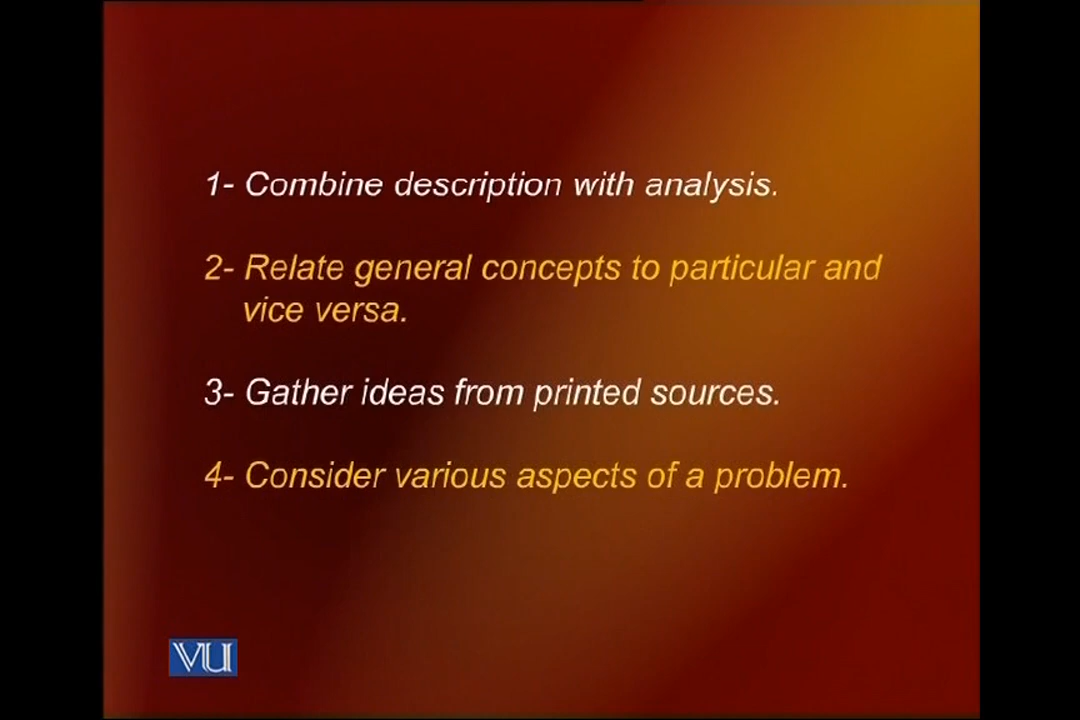 1- Combine description with analysis.
2- Relate general concepts to particular and
vice versa.
3- Gather ideas from printed sources.
4- Consider various aspects of a problem.
VU